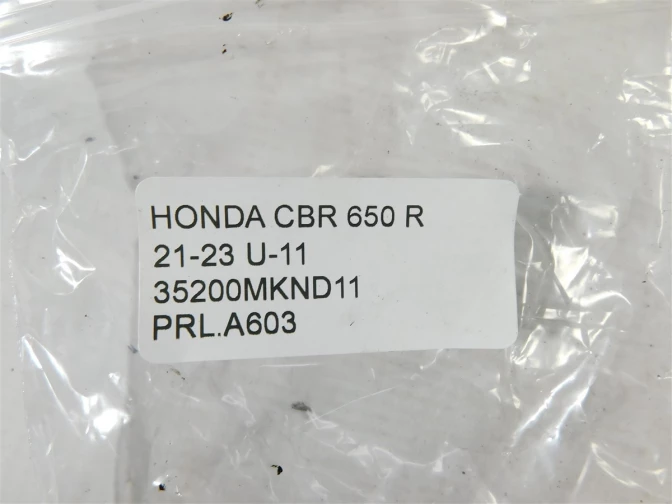 HONDA CBR 650 R
21-23 U-11
35200MKND11
PRL.A603